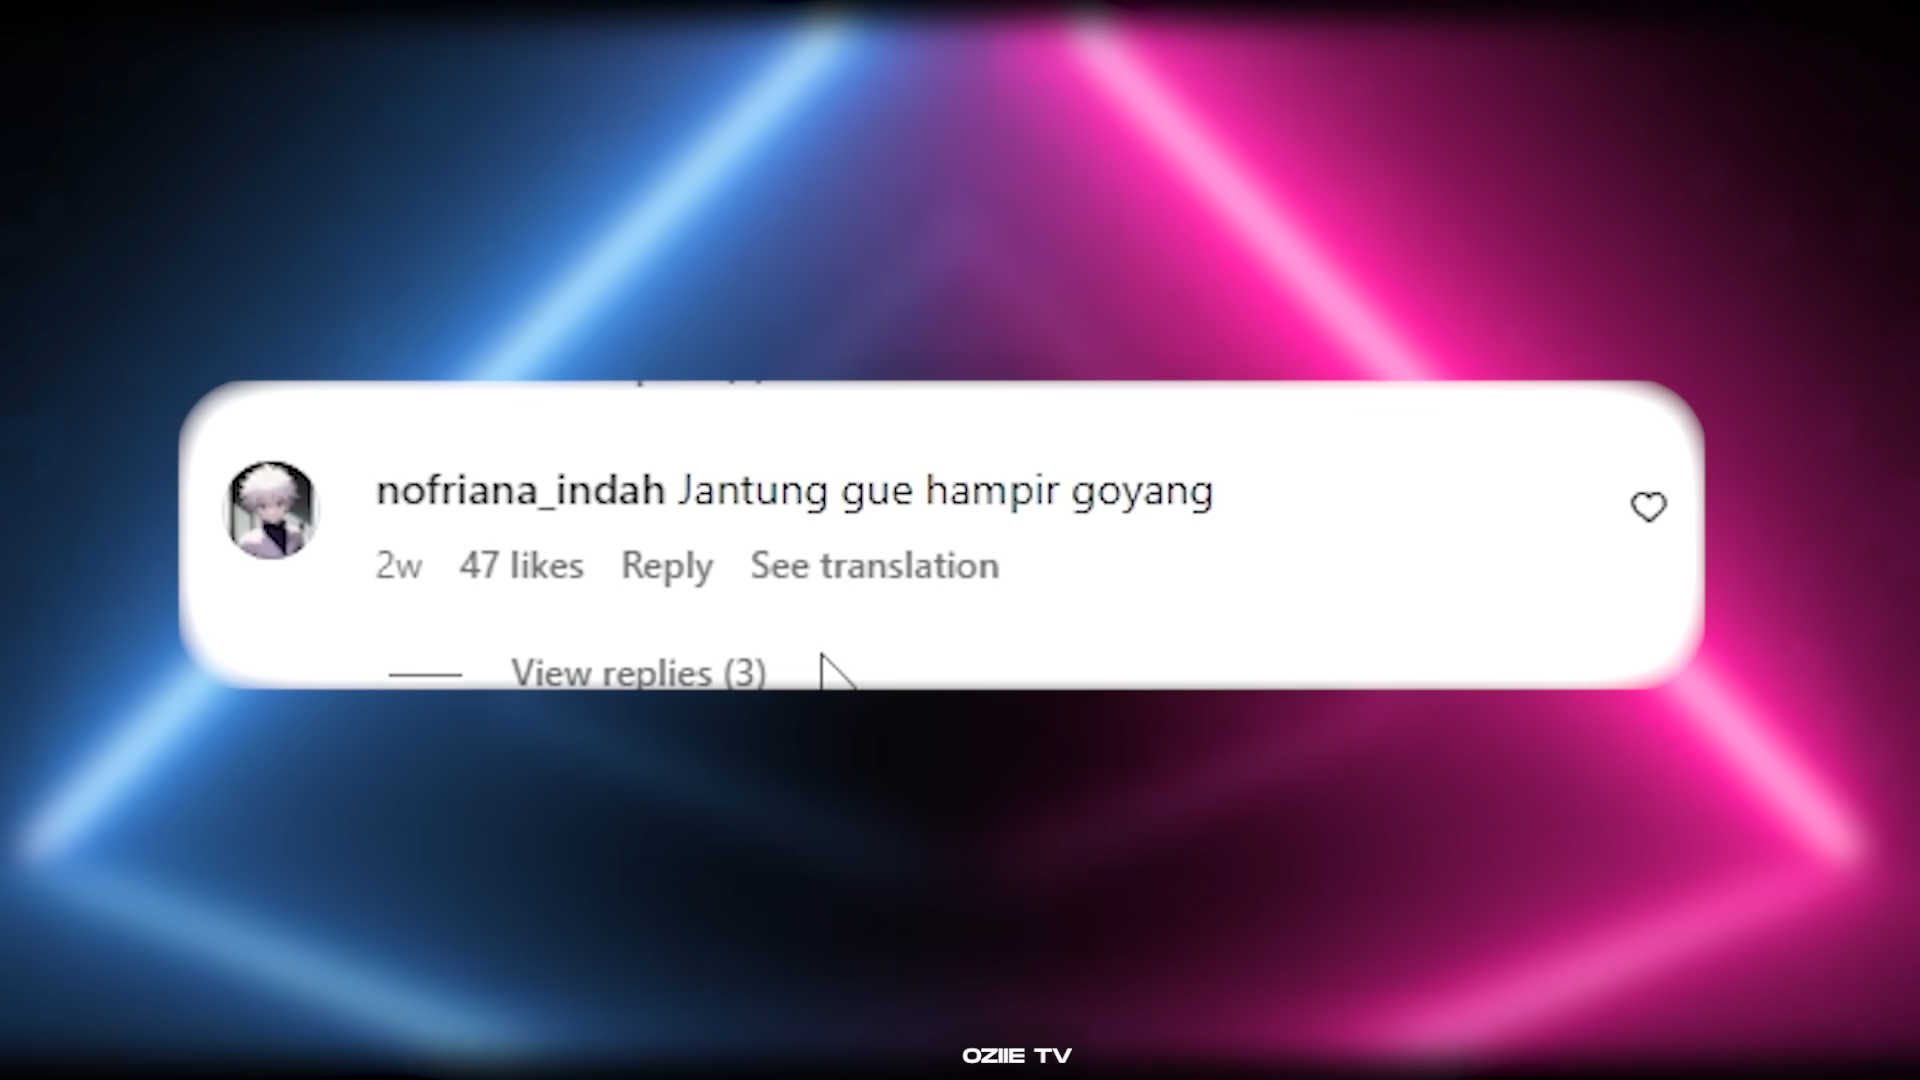 nofriana_indah Jantung gue hampir goyang
2w 47 likes Reply See translation
View replies (3)
OZIIE TV